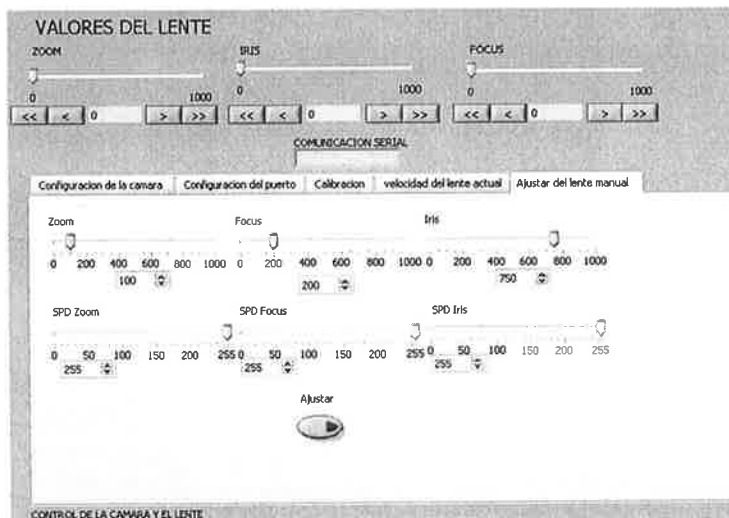 VALORES DEL LENTE
ZOOM IRIS FOCUS
0 1000 0 1000 0 1000
<< < 0 > >> << < 0 > >> << < 0 > >>
COMUNICACION SERIAL
Configuracion de la camara Configuracion del puerto Calibracion velocidad del lente actual Ajustar del lente manual
Zoom Focus Iris
0 200 400 600 800 1000 0 200 400 600 800 1000 0 200 400 600 800 1000
100 200 750
SPD Zoom SPD Focus SPD Iris
0 50 100 150 200 255 0 50 100 150 200 255 0 50 100 150 200 255
255 255 255
Ajustar
CONTROL DE LA CAMARA Y EL LENTE